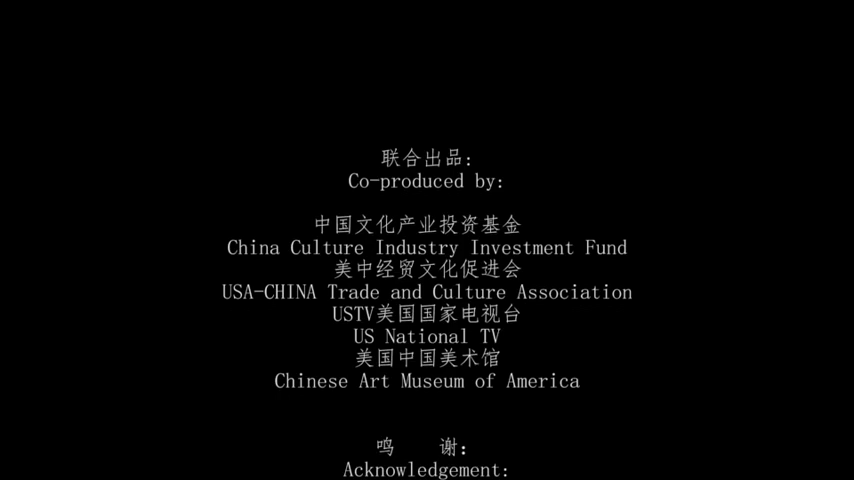 联合出品:
Co-produced by:
中国文化产业投资基金
China Culture Industry Investment Fund
美中经贸文化促进会
USA-CHINA Trade and Culture Association
USTV美国国家电视台
US National TV
美国中国美术馆
Chinese Art Museum of America
鸣 谢:
Acknowledgement: